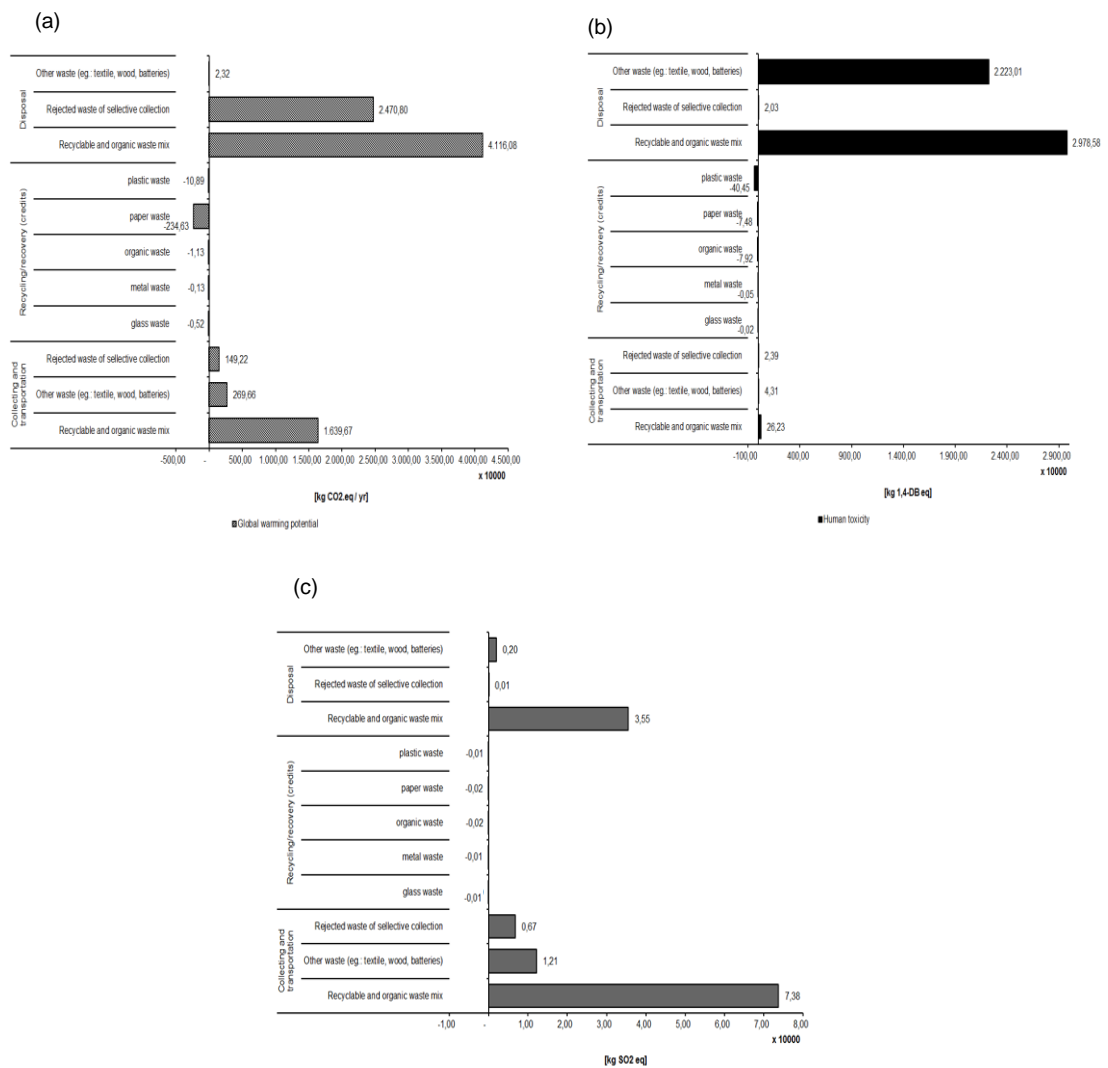 (a)
Disposal
Other waste (eg.: textile, wood, batteries)
2,32
Rejected waste of selective collection
2.470,80
Recyclable and organic waste mix
4.116,08
Recycling/recovery (credits)
plastic waste
-10,89
paper waste
-234,63
organic waste
-1,13
metal waste
-0,13
glass waste
-0,52
Collecting and
transportation
Rejected waste of sellective collection
149,22
Other waste (eg.: textile, wood, batteries)
269,66
Recyclable and organic waste mix
1.639,67
-500,00 - 500,00 1.000,00 1.500,00 2.000,00 2.500,00 3.000,00 3.500,00 4.000,00 4.500,00
x 10000
[kg CO2.eq / yr]
Global warming potential
(b)
Disposal
Other waste (eg.: textile, wood, batteries)
2.223,01
Rejected waste of sellective collection
2,03
Recyclable and organic waste mix
2.978,58
Recycling/recovery (credits)
plastic waste
-40,45
paper waste
-7,48
organic waste
-7,92
metal waste
-0,05
glass waste
-0,02
Collecting and
transportation
Rejected waste of sellective collection
2,39
Other waste (eg.: textile, wood, batteries)
4,31
Recyclable and organic waste mix
26,23
-100,00 400,00 900,00 1.400,00 1.900,00 2.400,00 2.900,00
x 10000
[kg 1,4-DB eq]
Human toxicity
(c)
Disposal
Other waste (eg.: textile, wood, batteries)
0,20
Rejected waste of sellective collection
0,01
Recyclable and organic waste mix
3,55
Recycling/recovery (credits)
plastic waste
-0,01
paper waste
-0,02
organic waste
-0,02
metal waste
-0,01
glass waste
-0,01
Collecting and
transportation
Rejected waste of sellective collection
0,67
Other waste (eg.: textile, wood, batteries)
1,21
Recyclable and organic waste mix
7,38
-1,00 - 1,00 2,00 3,00 4,00 5,00 6,00 7,00 8,00
x 10000
[kg SO2 eq]